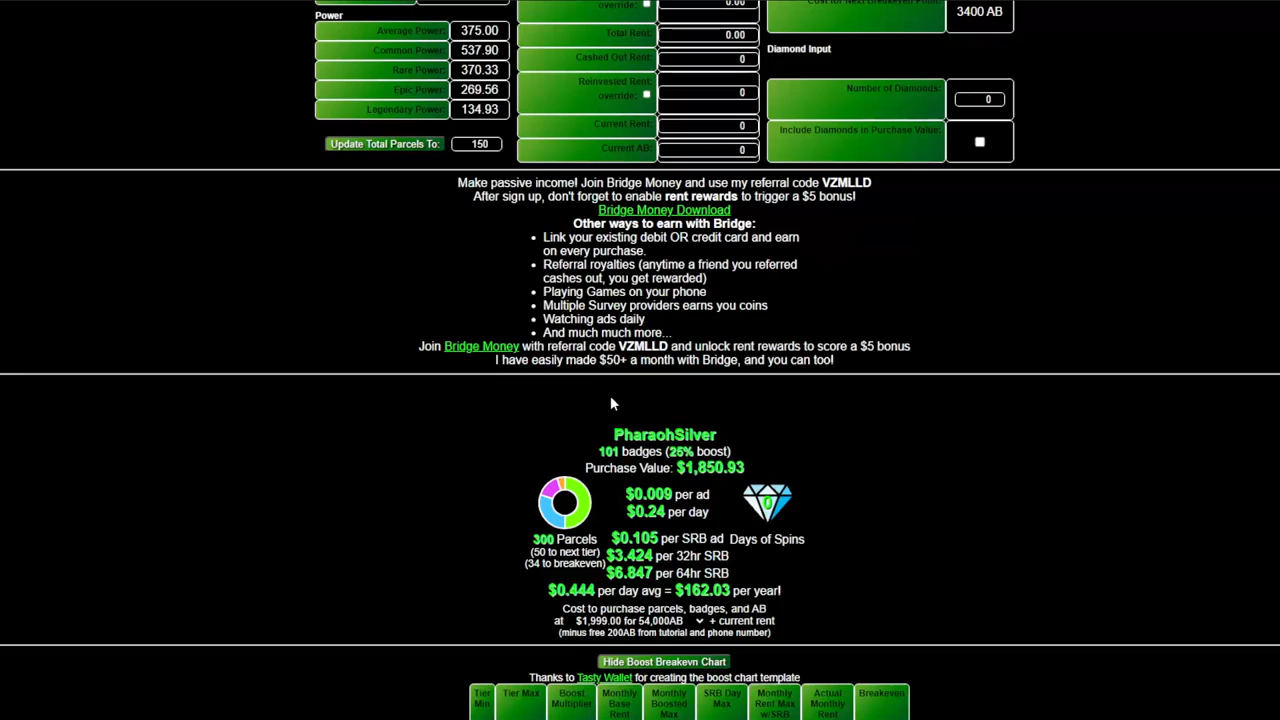 override: 0.00
Cost for Next Breakeven Point:
3400 AB
Power
Average Power: 375.00
Common Power: 537.90
Rare Power: 370.33
Epic Power: 269.56
Legendary Power: 134.93
Update Total Parcels To: 150
Total Rent: 0.00
Cashed Out Rent: 0
Reinvested Rent:
override: 0
Current Rent: 0
Current AB: 0
Diamond Input
Number of Diamonds: 0
Include Diamonds in Purchase Value:
Make passive income! Join Bridge Money and use my referral code VZMLLD
After sign up, don't forget to enable rent rewards to trigger a $5 bonus!
Bridge Money Download
Other ways to earn with Bridge:
• Link your existing debit OR credit card and earn
on every purchase.
• Referral royalties (anytime a friend you referred
cashes out, you get rewarded)
• Playing Games on your phone
• Multiple Survey providers earns you coins
• Watching ads daily
• And much much more...
Join Bridge Money with referral code VZMLLD and unlock rent rewards to score a $5 bonus
I have easily made $50+ a month with Bridge, and you can too!
PharaohSilver
101 badges (25% boost)
Purchase Value: $1,850.93
$0.009 per ad
$0.24 per day
0
300 Parcels
(50 to next tier)
(34 to breakeven)
$0.105 per SRB ad
$3.424 per 32hr SRB
$6.847 per 64hr SRB
Days of Spins
$0.444 per day avg = $162.03 per year!
Cost to purchase parcels, badges, and AB
at $1,999.00 for 54,000AB + current rent
(minus free 200AB from tutorial and phone number)
Hide Boost Breakevn Chart
Thanks to Tasty Wallet for creating the boost chart template
Tier Min
Tier Max
Boost Multiplier
Monthly Base Rent
Monthly Boosted Max
SRB Day Max
Monthly Rent Max w/SRB
Actual Monthly Rent
Breakeven